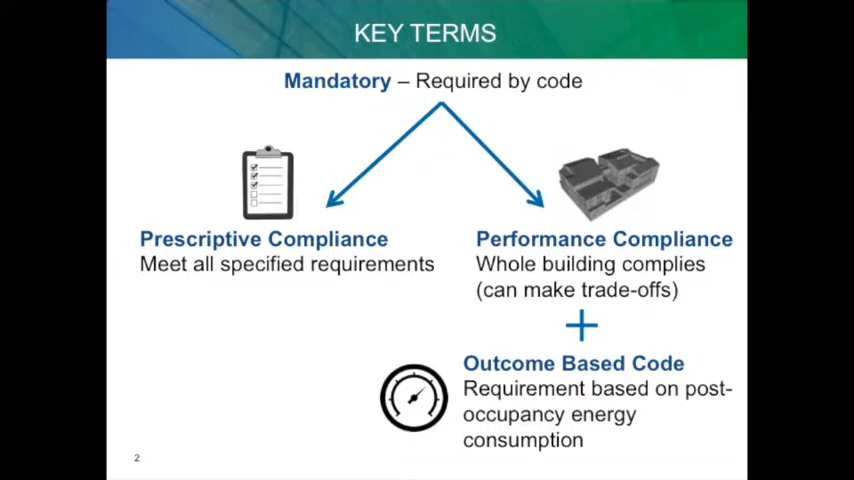 KEY TERMS
Mandatory – Required by code
Prescriptive Compliance
Meet all specified requirements
Performance Compliance
Whole building complies
(can make trade-offs)
Outcome Based Code
Requirement based on post-
occupancy energy
consumption
2